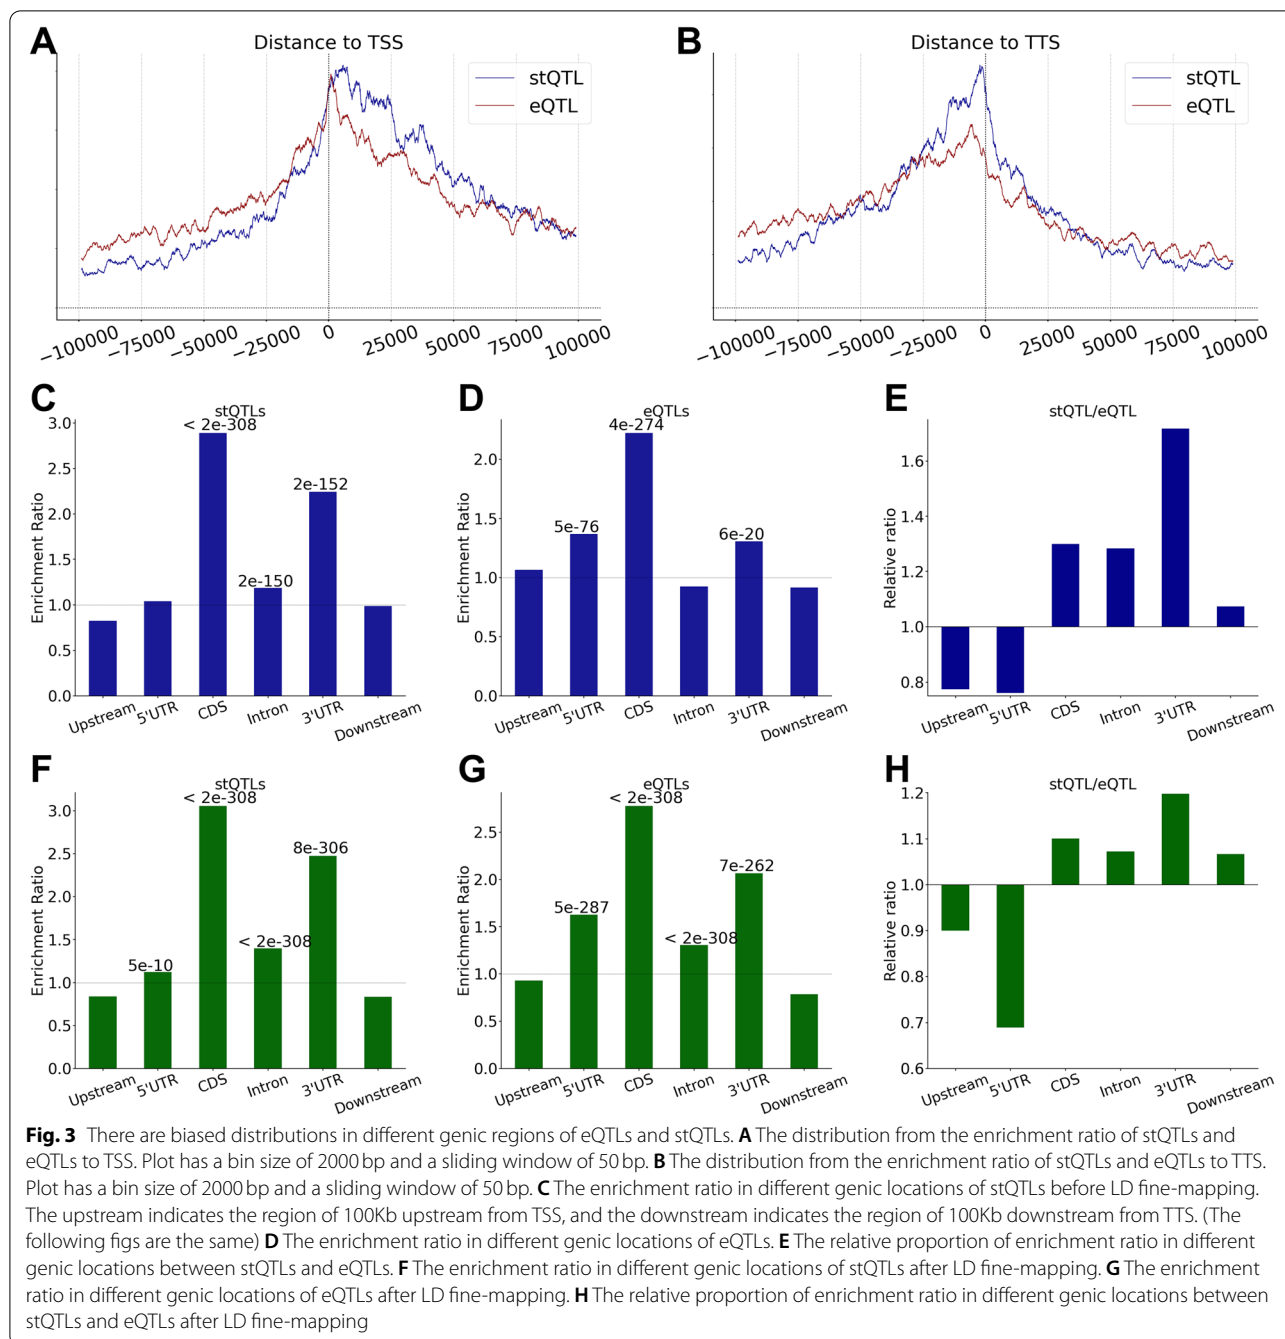 A
Distance to TSS
stQTL
eQTL
−100000 −75000 −50000 −25000 0 25000 50000 75000 100000
B
Distance to TTS
stQTL
eQTL
−100000 −75000 −50000 −25000 0 25000 50000 75000 100000
C
stQTLs
Enrichment Ratio
3.0
2.5
2.0
1.5
1.0
0.5
0.0
< 2e-308
2e-152
2e-150
Upstream 5'UTR CDS Intron 3'UTR Downstream
D
eQTLs
Enrichment Ratio
2.0
1.5
1.0
0.5
0.0
4e-274
5e-76
6e-20
Upstream 5'UTR CDS Intron 3'UTR Downstream
E
stQTL/eQTL
Relative ratio
1.6
1.4
1.2
1.0
0.8
Upstream 5'UTR CDS Intron 3'UTR Downstream
F
stQTLs
Enrichment Ratio
3.0
2.5
2.0
1.5
1.0
0.5
0.0
< 2e-308
8e-306
< 2e-308
5e-10
Upstream 5'UTR CDS Intron 3'UTR Downstream
G
eQTLs
Enrichment Ratio
2.5
2.0
1.5
1.0
0.5
0.0
< 2e-308
7e-262
5e-287
< 2e-308
Upstream 5'UTR CDS Intron 3'UTR Downstream
H
stQTL/eQTL
Relative ratio
1.2
1.1
1.0
0.9
0.8
0.7
0.6
Upstream 5'UTR CDS Intron 3'UTR Downstream
Fig. 3 There are biased distributions in different genic regions of eQTLs and stQTLs. A The distribution from the enrichment ratio of stQTLs and
eQTLs to TSS. Plot has a bin size of 2000 bp and a sliding window of 50 bp. B The distribution from the enrichment ratio of stQTLs and eQTLs to TTS.
Plot has a bin size of 2000 bp and a sliding window of 50 bp. C The enrichment ratio in different genic locations of stQTLs before LD fine-mapping.
The upstream indicates the region of 100Kb upstream from TSS, and the downstream indicates the region of 100Kb downstream from TTS. (The
following figs are the same) D The enrichment ratio in different genic locations of eQTLs. E The relative proportion of enrichment ratio in different
genic locations between stQTLs and eQTLs. F The enrichment ratio in different genic locations of stQTLs after LD fine-mapping. G The enrichment
ratio in different genic locations of eQTLs after LD fine-mapping. H The relative proportion of enrichment ratio in different genic locations between
stQTLs and eQTLs after LD fine-mapping